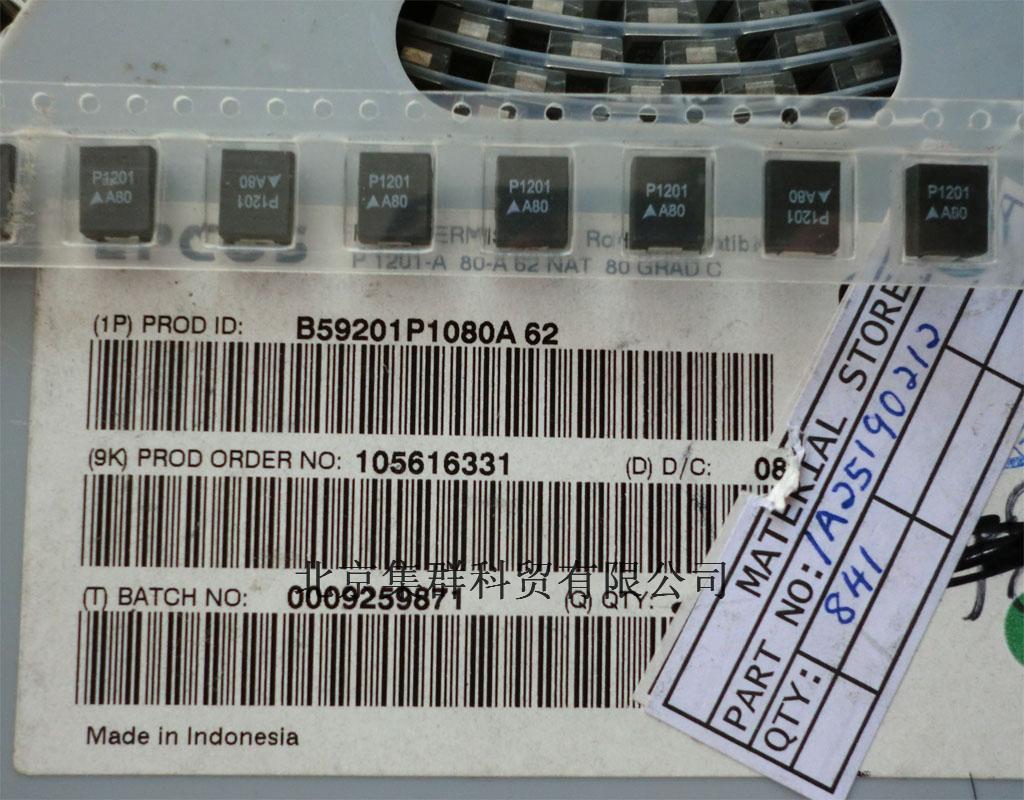 P1201
▲A80
P1201
▲A80
P1201
▲A80
P1201
▲A80
P1201
▲A80
P1201
▲A80
P1201
▲A80
EPCOS
P 1201-A 80-A 62 NAT 80 GRAD C
(1P) PROD ID: B59201P1080A 62
(9K) PROD ORDER NO: 105616331 (D) D/C: 08
北京集群科贸有限公司
(T) BATCH NO: 0009259871 (Q) QTY:
Made in Indonesia
MATERIAL STORE
PART NO: 1A25190212
QTY: 841